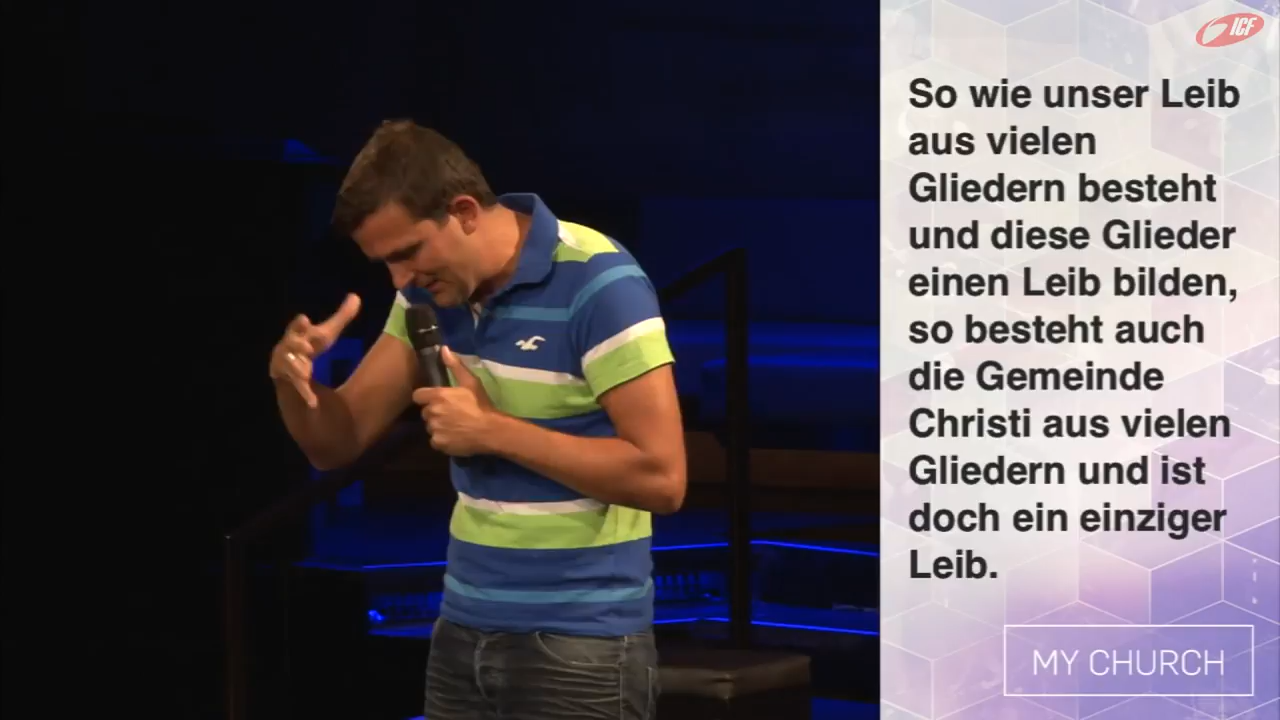 ICF
So wie unser Leib
aus vielen
Gliedern besteht
und diese Glieder
einen Leib bilden,
so besteht auch
die Gemeinde
Christi aus vielen
Gliedern und ist
doch ein einziger
Leib.
MY CHURCH